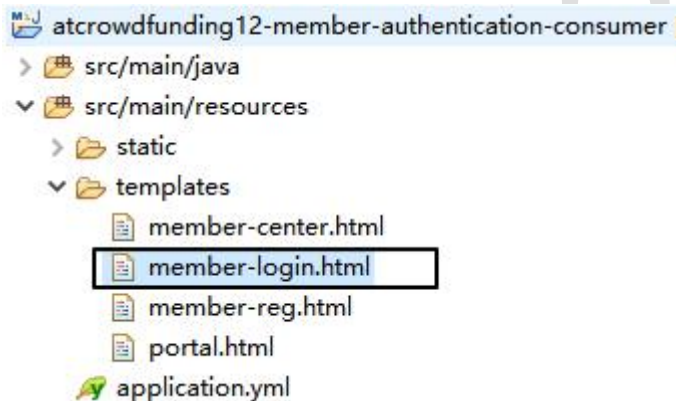 atcrowdfunding12-member-authentication-consumer
src/main/java
src/main/resources
static
templates
member-center.html
member-login.html
member-reg.html
portal.html
application.yml